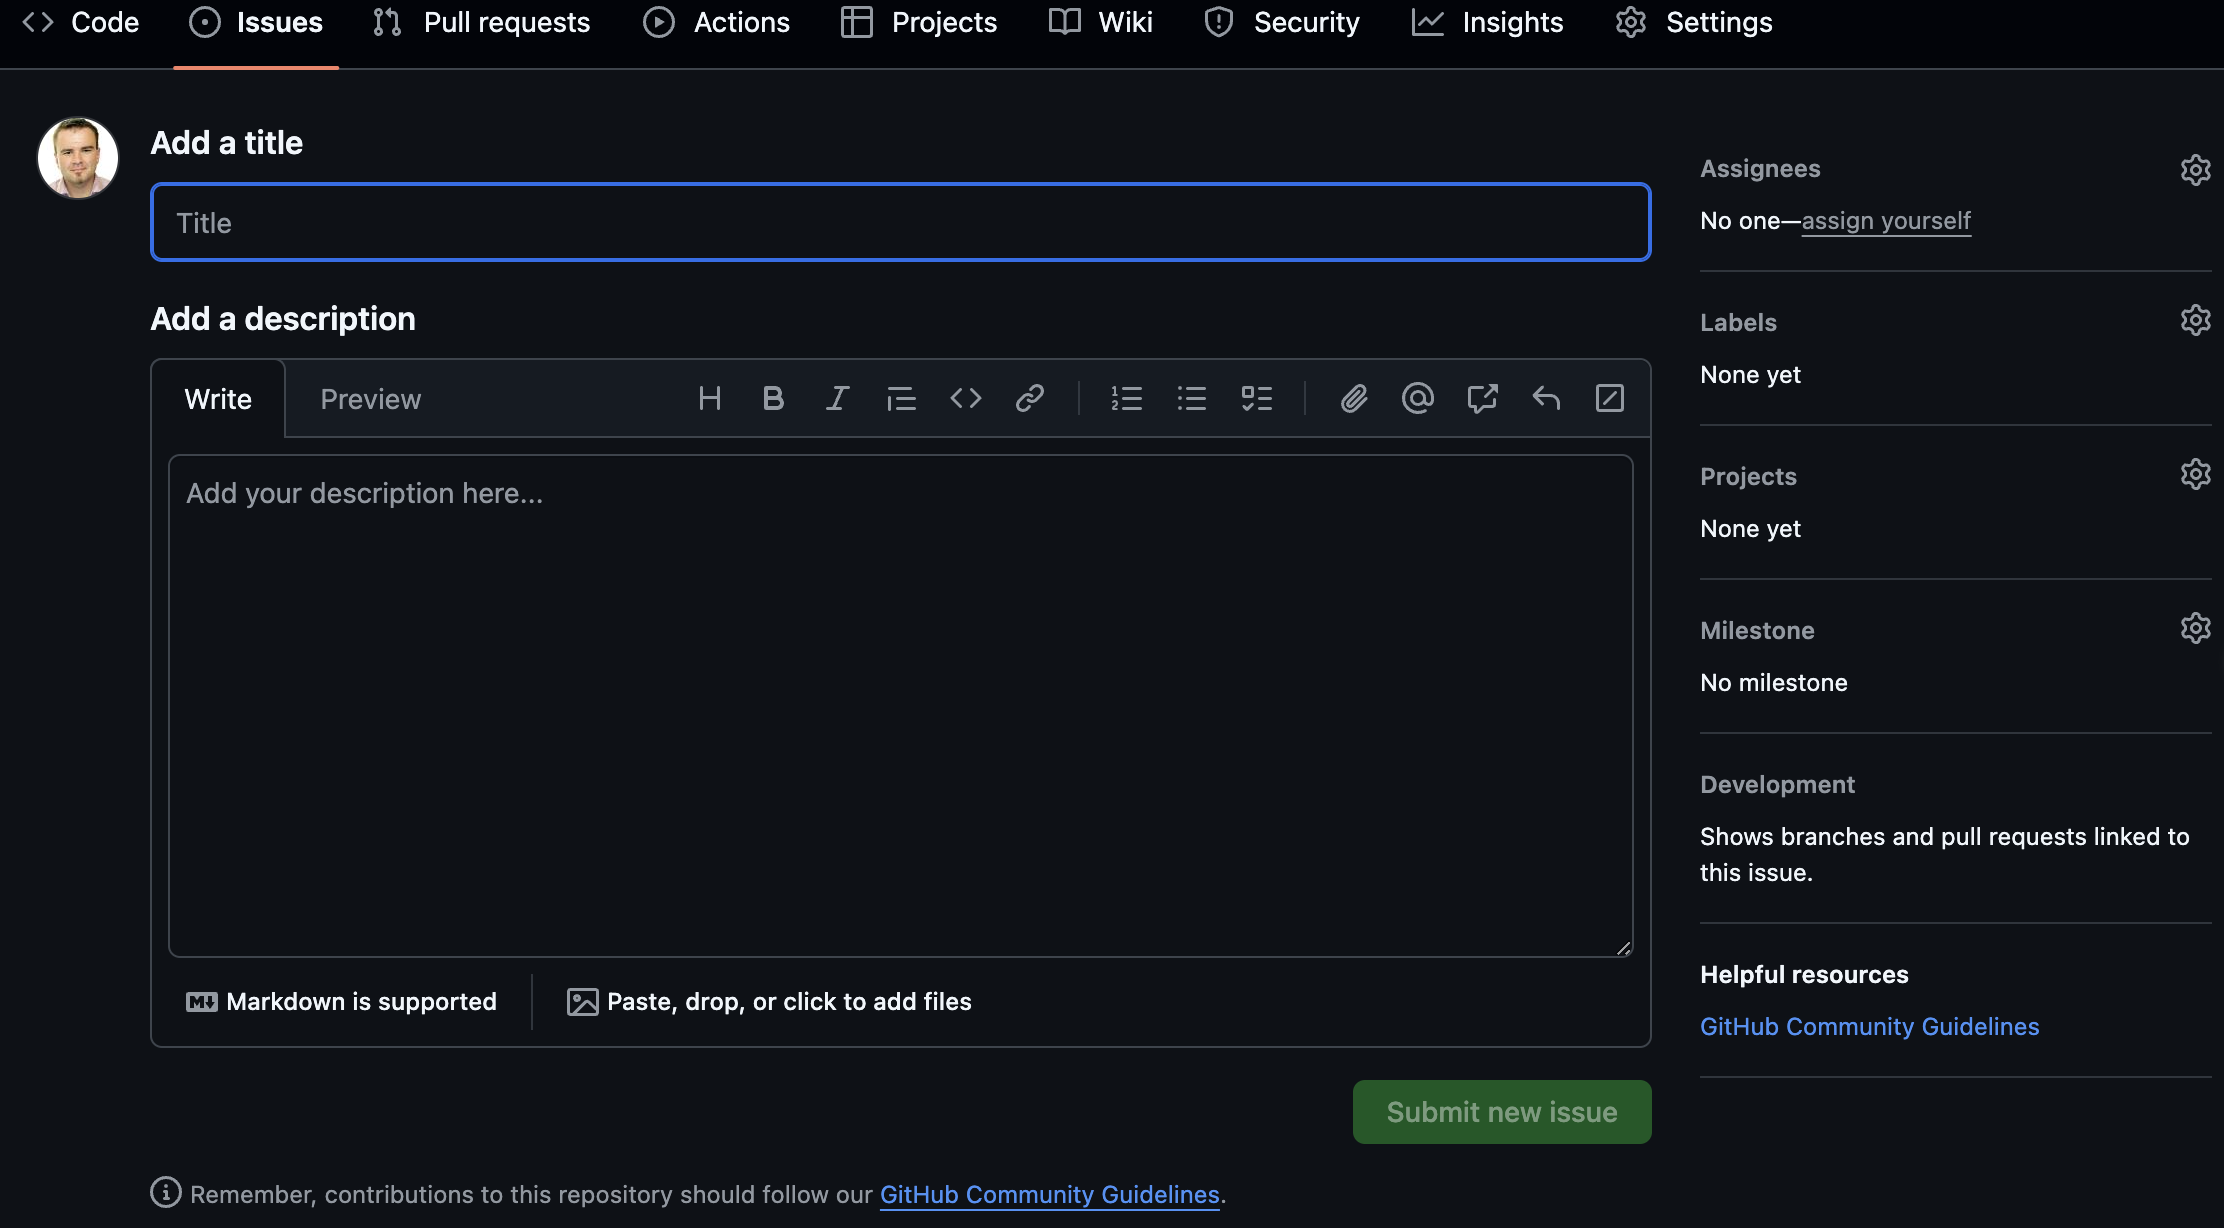 Code Issues Pull requests Actions Projects Wiki Security Insights Settings
Add a title
Title
Add a description
Write Preview
Add your description here...
Markdown is supported Paste, drop, or click to add files
Submit new issue
Remember, contributions to this repository should follow our GitHub Community Guidelines.
Assignees
No one—assign yourself
Labels
None yet
Projects
None yet
Milestone
No milestone
Development
Shows branches and pull requests linked to
this issue.
Helpful resources
GitHub Community Guidelines